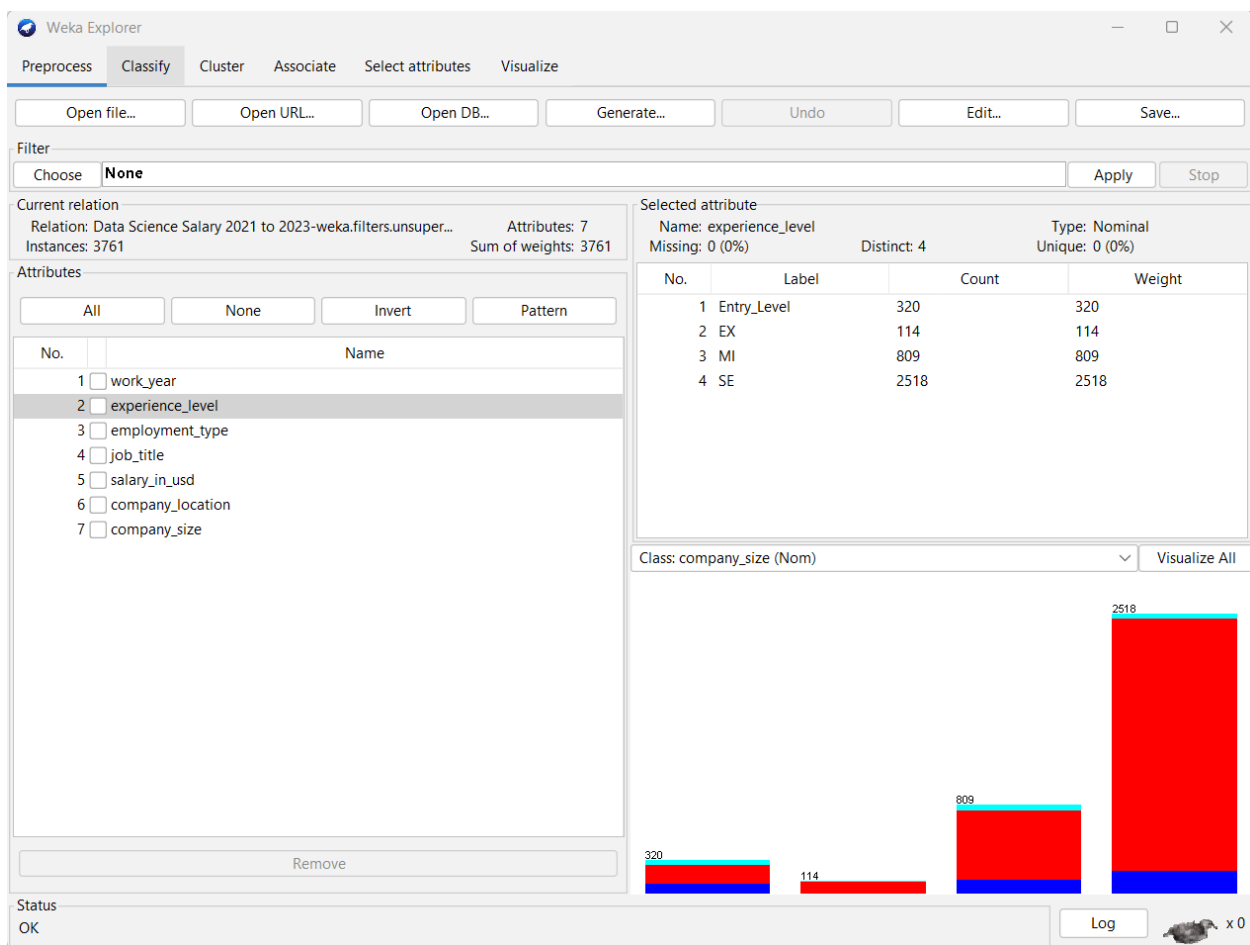 Weka Explorer
Preprocess Classify Cluster Associate Select attributes Visualize
Open file... Open URL... Open DB... Generate... Undo Edit... Save...
Filter
Choose None Apply Stop
Current relation
Relation: Data Science Salary 2021 to 2023-weka.filters.unsuper... Attributes: 7
Instances: 3761 Sum of weights: 3761
Attributes
All None Invert Pattern
No. Name
1 work_year
2 experience_level
3 employment_type
4 job_title
5 salary_in_usd
6 company_location
7 company_size
Remove
Selected attribute
Name: experience_level Type: Nominal
Missing: 0 (0%) Distinct: 4 Unique: 0 (0%)
No. Label Count Weight
1 Entry_Level 320 320
2 EX 114 114
3 MI 809 809
4 SE 2518 2518
Class: company_size (Nom) Visualize All
2518
809
320
114
Status
OK
Log x 0